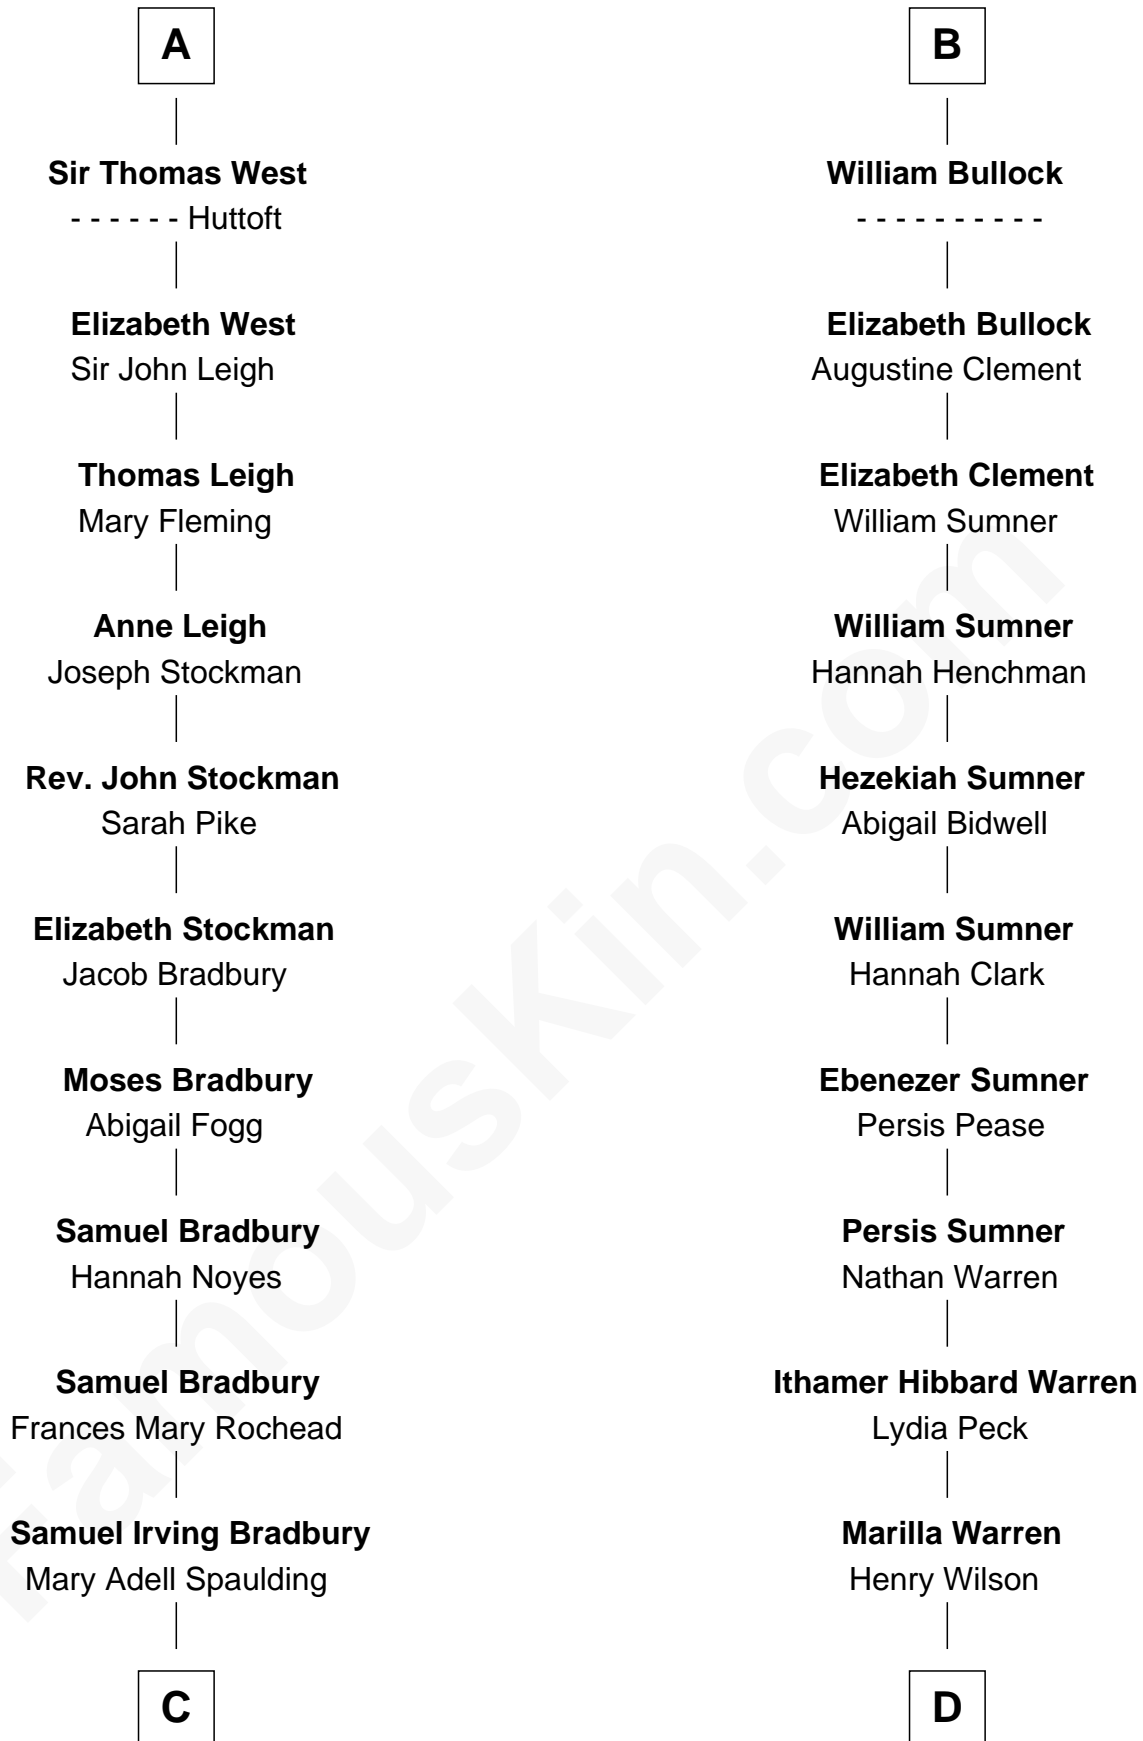 A
Sir Thomas West
- - - - - - Huttoft
Elizabeth West
Sir John Leigh
Thomas Leigh
Mary Fleming
Anne Leigh
Joseph Stockman
Rev. John Stockman
Sarah Pike
Elizabeth Stockman
Jacob Bradbury
Moses Bradbury
Abigail Fogg
Samuel Bradbury
Hannah Noyes
Samuel Bradbury
Frances Mary Rochead
Samuel Irving Bradbury
Mary Adell Spaulding
C
B
William Bullock
- - - - - - - - - -
Elizabeth Bullock
Augustine Clement
Elizabeth Clement
William Sumner
William Sumner
Hannah Henchman
Hezekiah Sumner
Abigail Bidwell
William Sumner
Hannah Clark
Ebenezer Sumner
Persis Pease
Persis Sumner
Nathan Warren
Ithamer Hibbard Warren
Lydia Peck
Marilla Warren
Henry Wilson
D
FamousKin.com